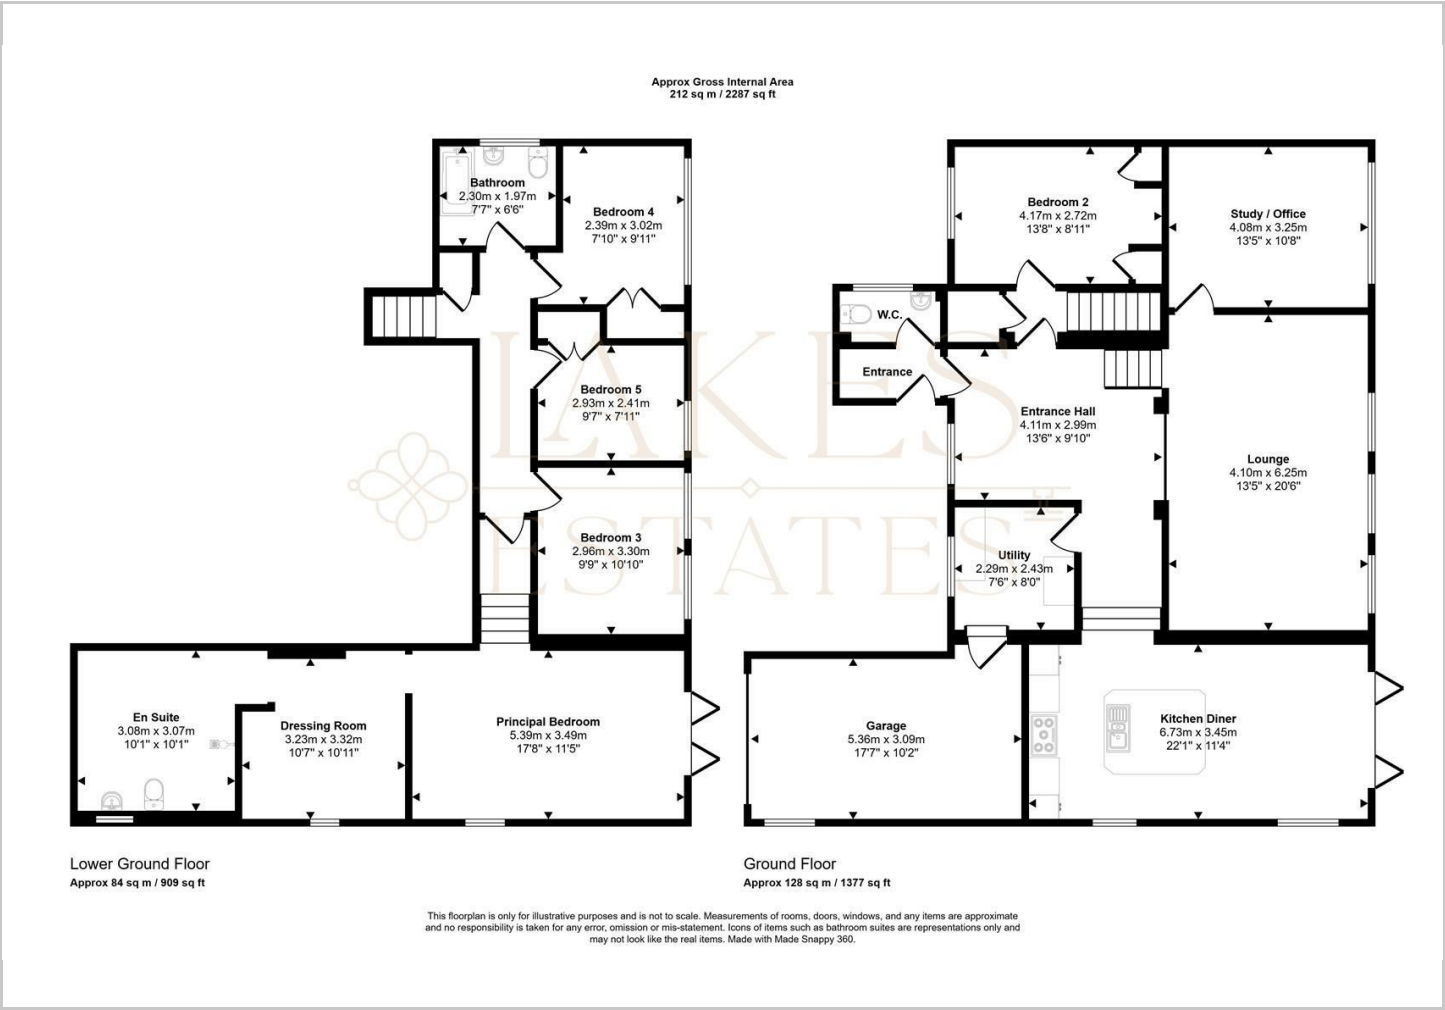 Approx Gross Internal Area
212 sq m / 2287 sq ft
Bathroom
2.30m x 1.97m
7'7" x 6'6"
Bedroom 4
2.39m x 3.02m
7'10" x 9'11"
Bedroom 5
2.93m x 2.41m
9'7" x 7'11"
Bedroom 3
2.96m x 3.30m
9'9" x 10'10"
En Suite
3.08m x 3.07m
10'1" x 10'1"
Dressing Room
3.23m x 3.32m
10'7" x 10'11"
Principal Bedroom
5.39m x 3.49m
17'8" x 11'5"
Lower Ground Floor
Approx 84 sq m / 909 sq ft
Bedroom 2
4.17m x 2.72m
13'8" x 8'11"
Study / Office
4.08m x 3.25m
13'5" x 10'8"
W.C.
Entrance
Entrance Hall
4.11m x 2.99m
13'6" x 9'10"
Lounge
4.10m x 6.25m
13'5" x 20'6"
Utility
2.29m x 2.43m
7'6" x 8'0"
Garage
5.36m x 3.09m
17'7" x 10'2"
Kitchen Diner
6.73m x 3.45m
22'1" x 11'4"
Ground Floor
Approx 128 sq m / 1377 sq ft
LAKES
ESTATES
This floorplan is only for illustrative purposes and is not to scale. Measurements of rooms, doors, windows, and any items are approximate
and no responsibility is taken for any error, omission or mis-statement. Icons of items such as bathroom suites are representations only and
may not look like the real items. Made with Made Snappy 360.